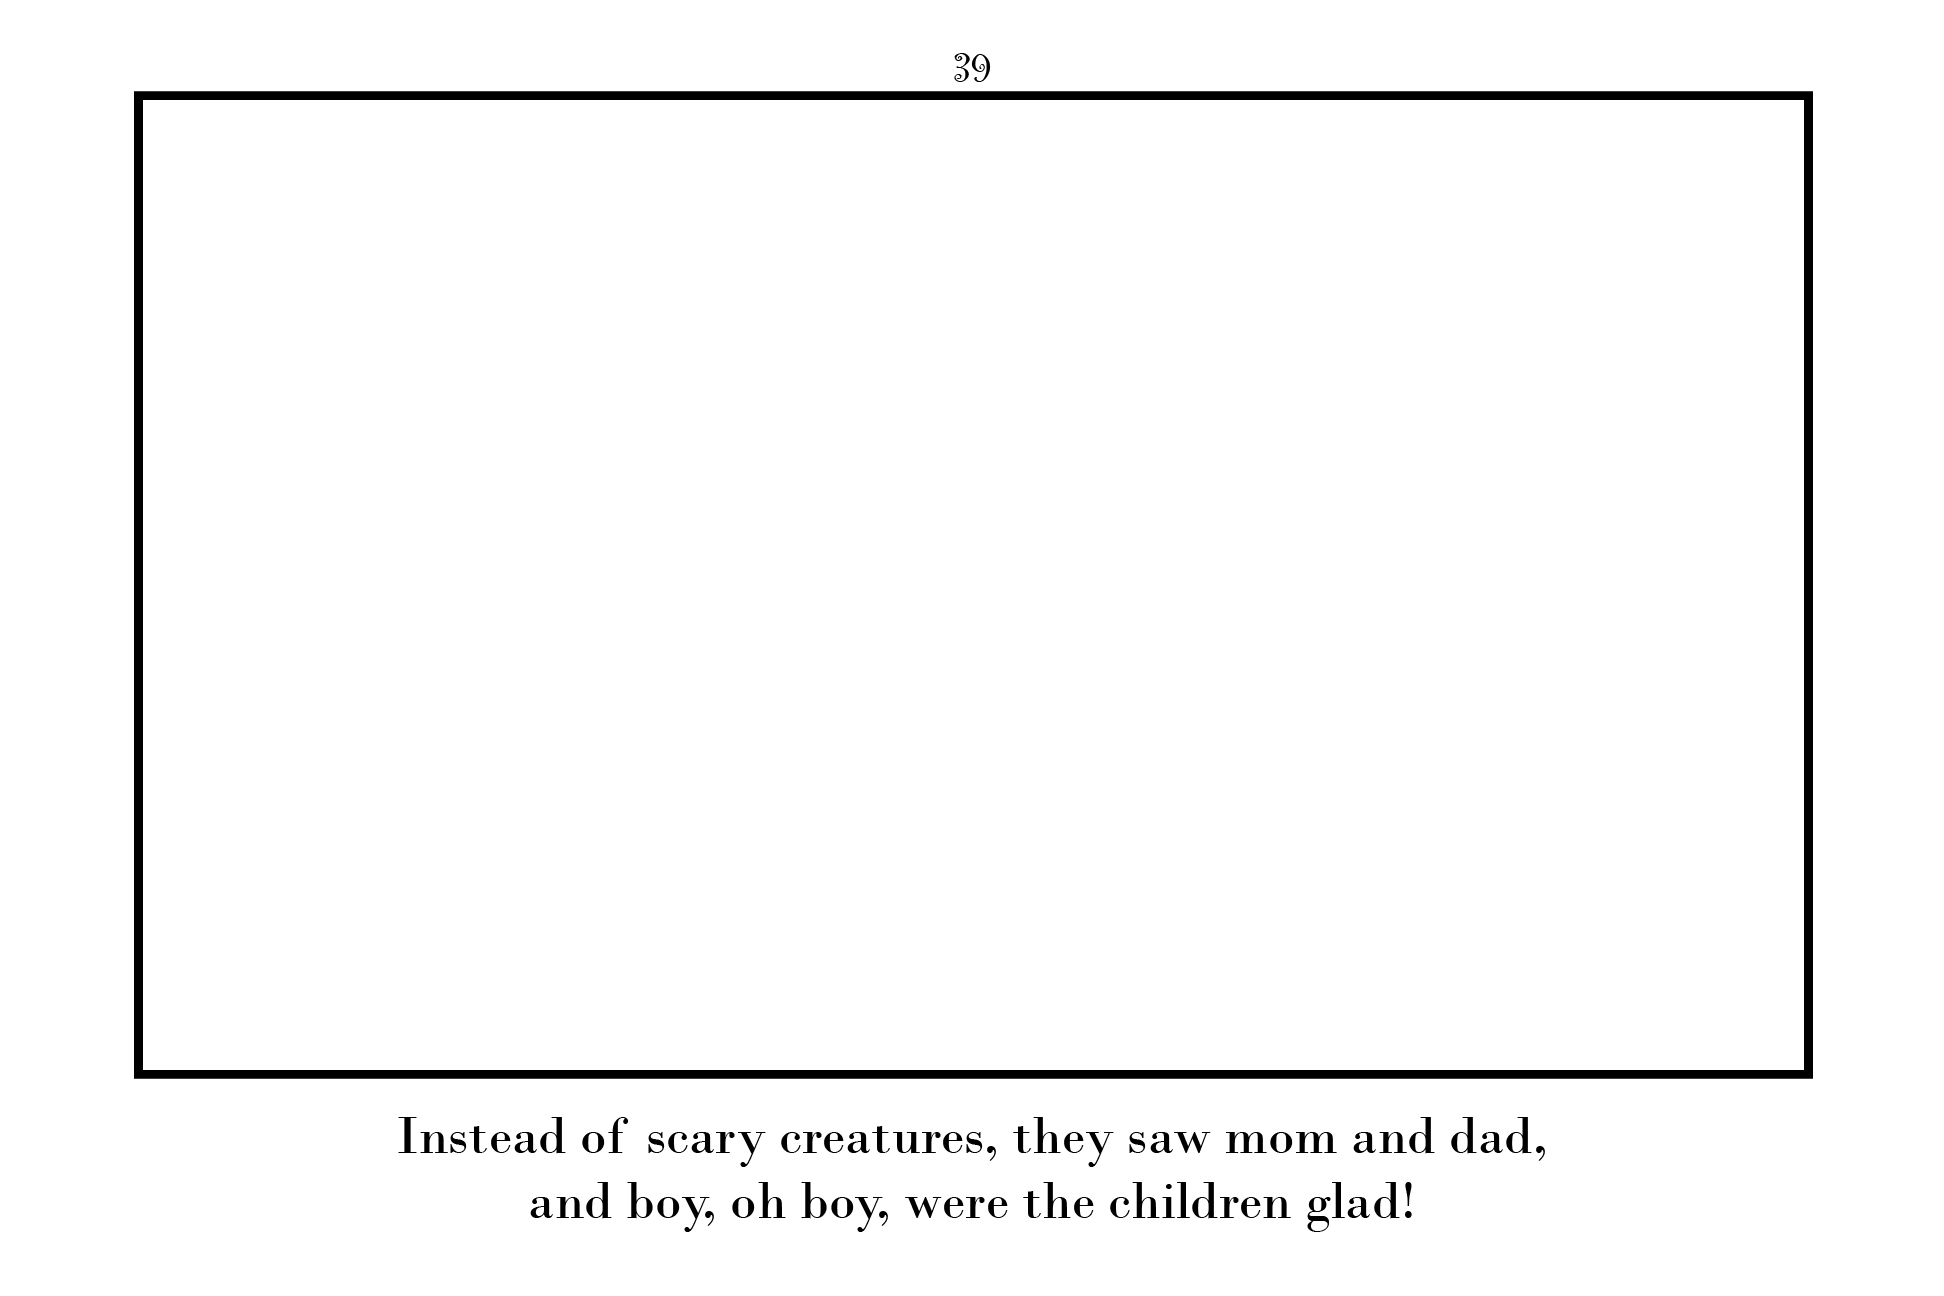 39
Instead of scary creatures, they saw mom and dad,
and boy, oh boy, were the children glad!